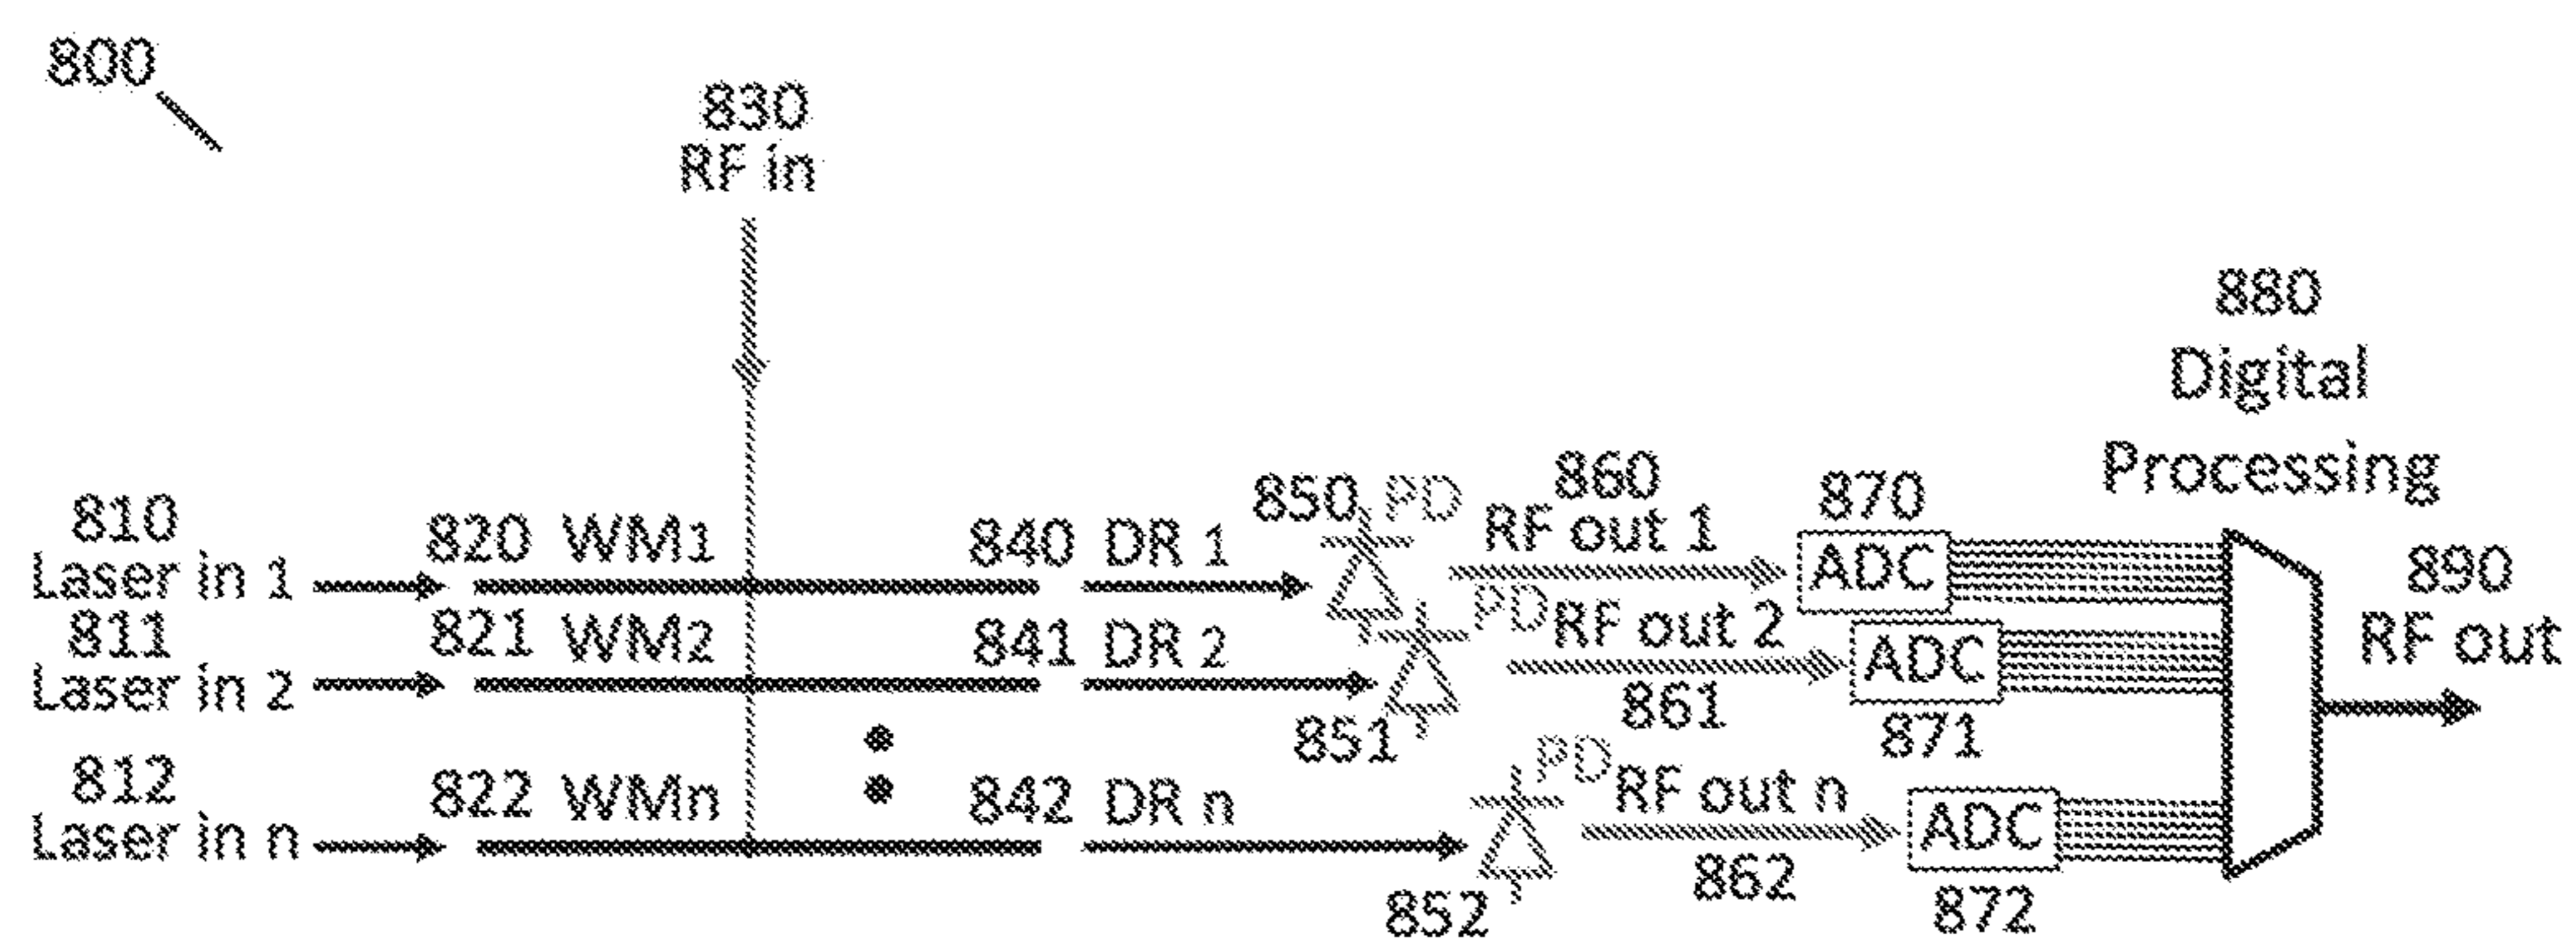 800
830
RF in
880
Digital
Processing
810
Laser in 1
820 WM1
840 DR 1
850 PD
860
RF out 1
870
ADC
890
RF out
811
Laser in 2
821 WM2
841 DR 2
851
PD
RF out 2
861
ADC
871
812
Laser in n
822 WMn
842 DR n
852
PD
RF out n
862
ADC
872